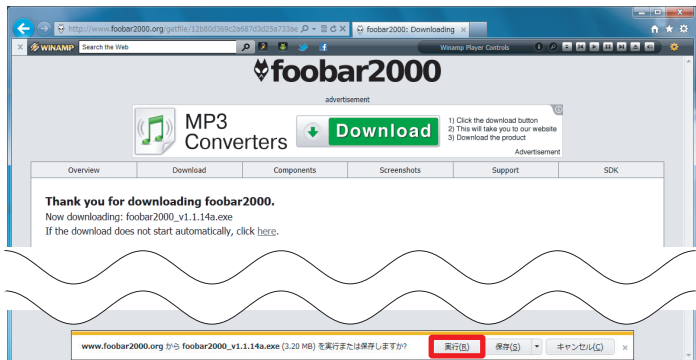 http://www.foobar2000.org/getfile/12b80d369c2a687d3d25a733ae
foobar2000: Downloading
WINAMP
Search the Web
Winamp Player Controls
foobar2000
advertisement
MP3
Converters
Download
1) Click the download button
2) This will take you to our website
3) Download the product
Advertisement
Overview
Download
Components
Screenshots
Support
SDK
Thank you for downloading foobar2000.
Now downloading: foobar2000_v1.1.14a.exe
If the download does not start automatically, click here.
www.foobar2000.org から foobar2000_v1.1.14a.exe (3.20 MB) を実行または保存しますか?
実行(R)
保存(S)
キャンセル(C)